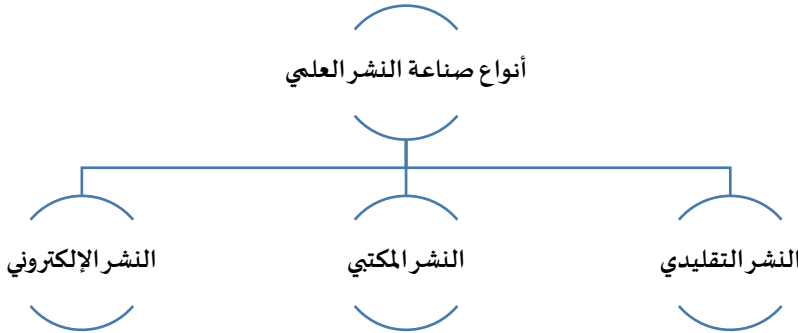 أنواع صناعة النشر العلمي
النشر التقليدي
النشر المكتبي
النشر الإلكتروني